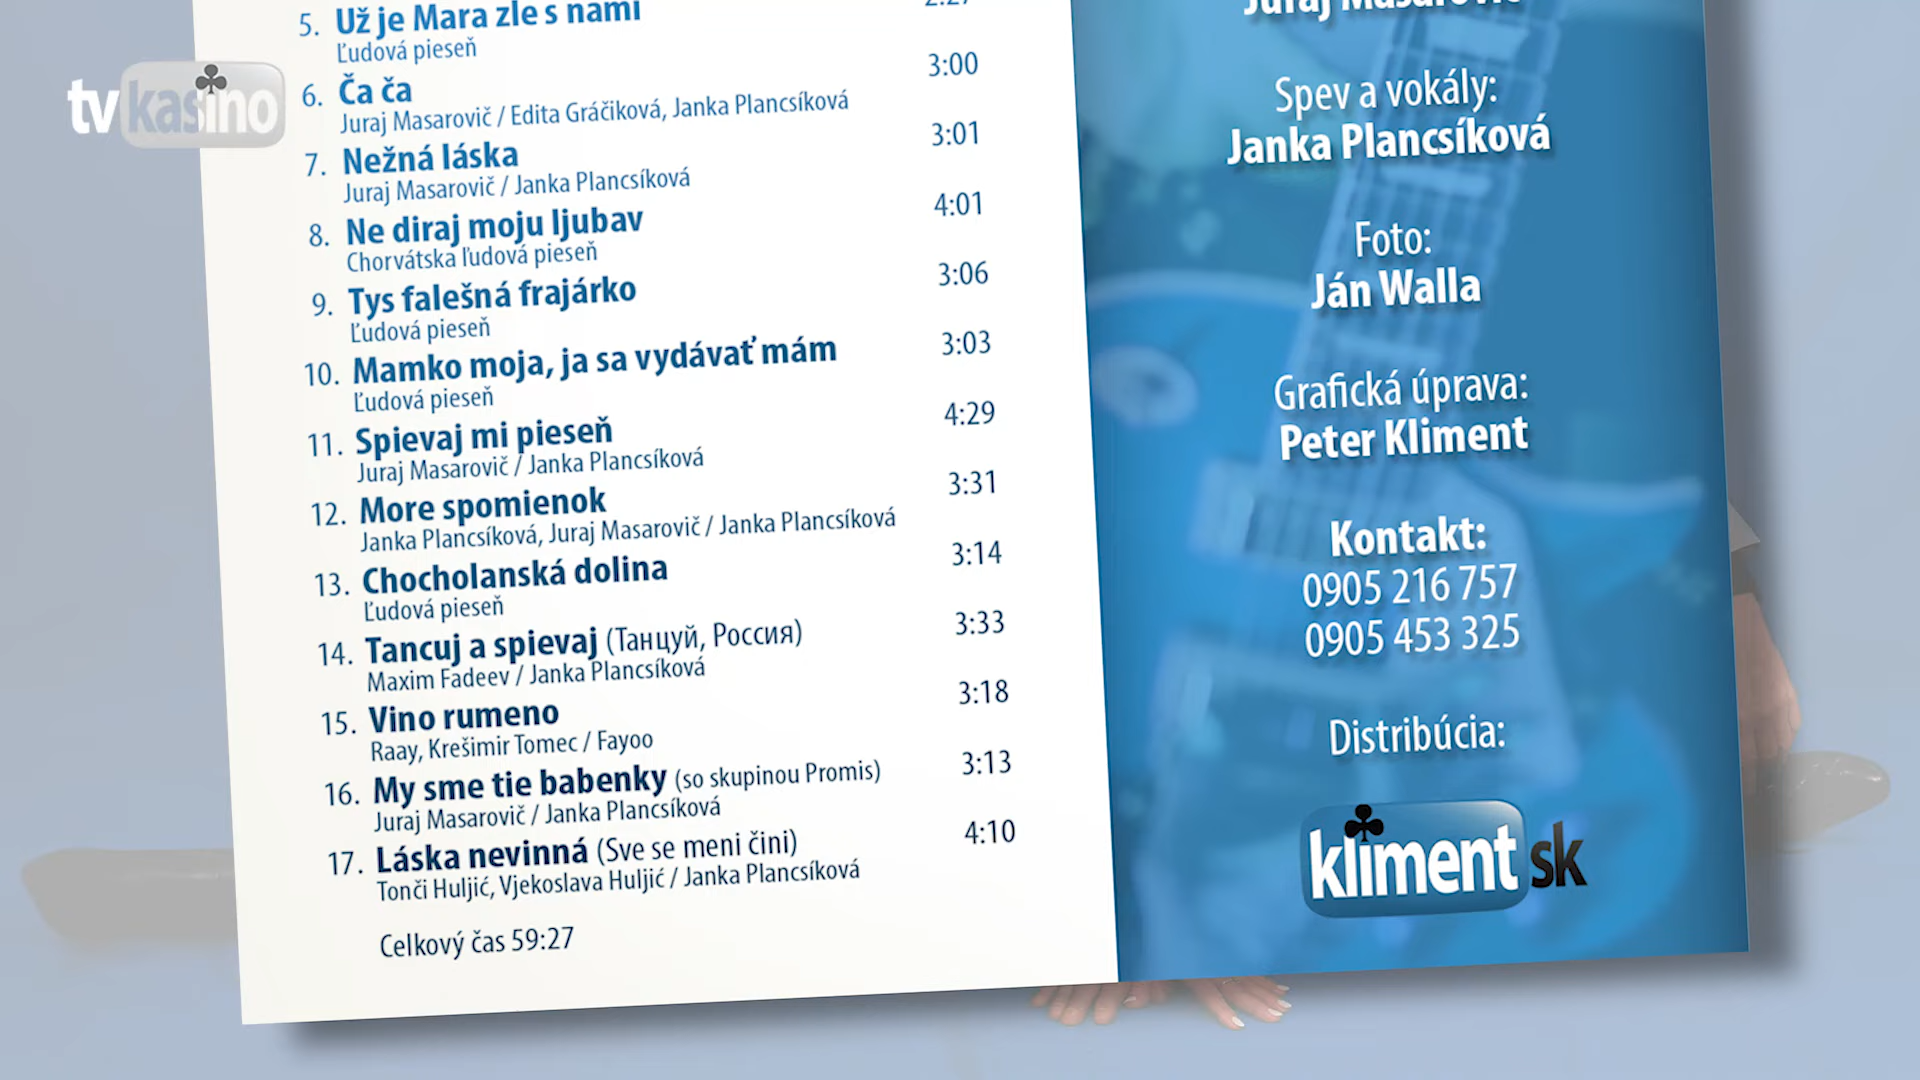 tvkasino
5. Už je Mara zle s nami 2:27
Ľudová pieseň
6. Ča ča 3:00
Juraj Masarovič / Edita Gráčiková, Janka Plancsíková
7. Nežná láska 3:01
Juraj Masarovič / Janka Plancsíková
8. Ne diraj moju ljubav 4:01
Chorvátska ľudová pieseň
9. Tys falešná frajárko 3:06
Ľudová pieseň
10. Mamko moja, ja sa vydávať mám 3:03
Ľudová pieseň
11. Spievaj mi pieseň 4:29
Juraj Masarovič / Janka Plancsíková
12. More spomienok 3:31
Janka Plancsíková, Juraj Masarovič / Janka Plancsíková
13. Chocholanská dolina 3:14
Ľudová pieseň
14. Tancuj a spievaj (Танцуй, Россия) 3:33
Maxim Fadeev / Janka Plancsíková
15. Vino rumeno 3:18
Raay, Krešimir Tomec / Fayoo
16. My sme tie babenky (so skupinou Promis) 3:13
Juraj Masarovič / Janka Plancsíková
17. Láska nevinná (Sve se meni čini) 4:10
Tonči Huljić, Vjekoslava Huljić / Janka Plancsíková
Celkový čas 59:27
Juraj Masarovič
Spev a vokály:
Janka Plancsíková
Foto:
Ján Walla
Grafická úprava:
Peter Kliment
Kontakt:
0905 216 757
0905 453 325
Distribúcia:
kliment sk